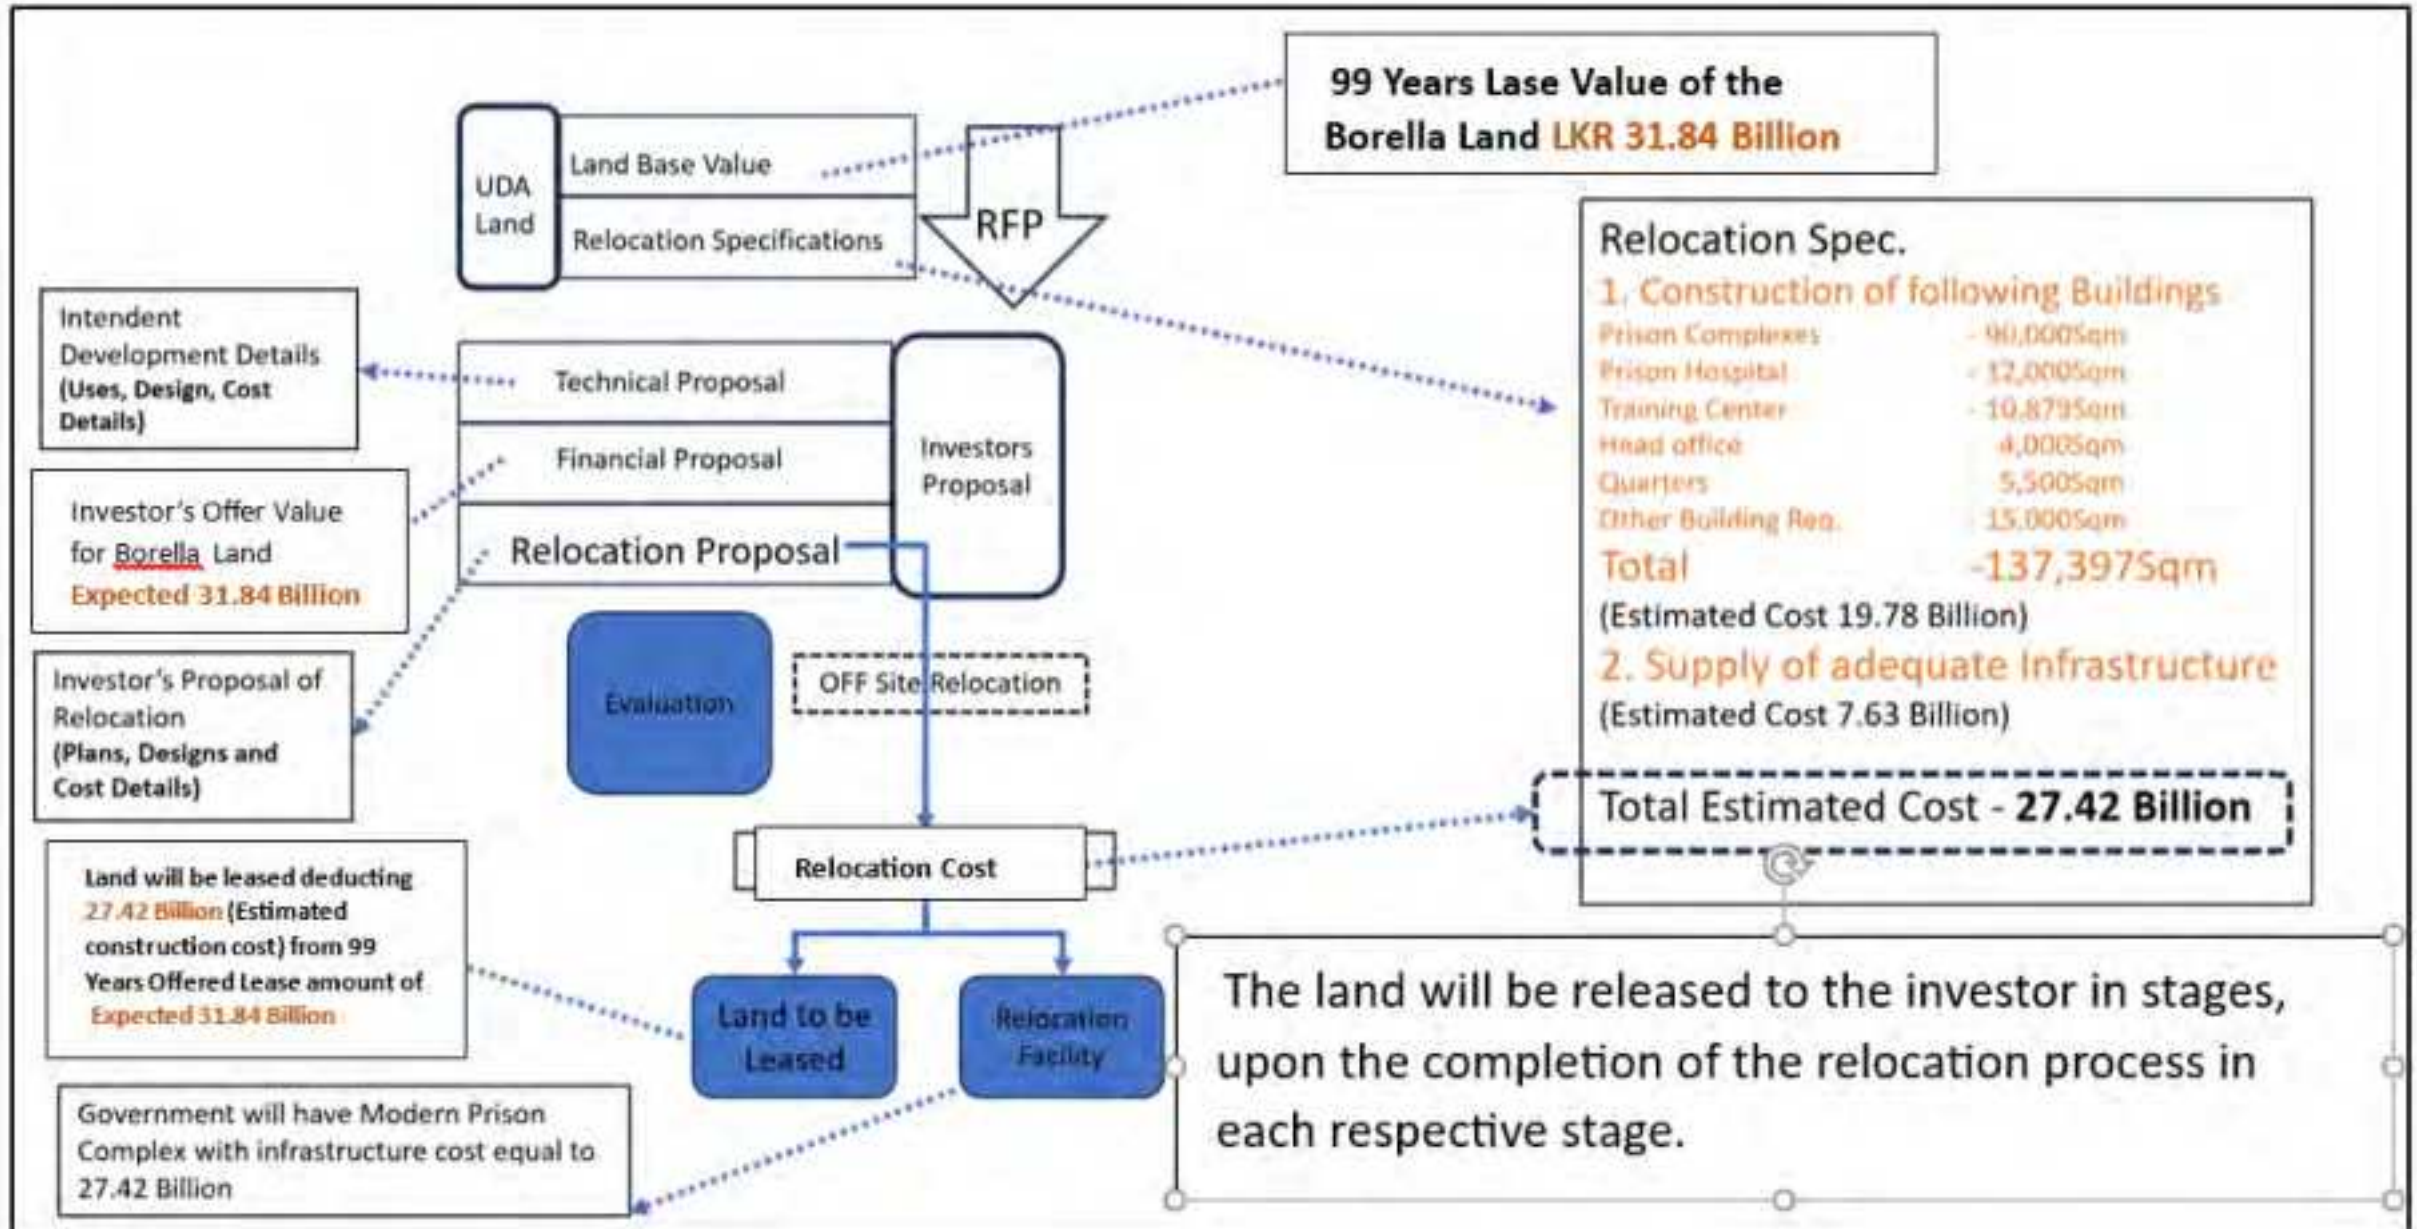 99 Years Lase Value of the
Borella Land LKR 31.84 Billion
UDA
Land
Land Base Value
Relocation Specifications
RFP
Relocation Spec.
1. Construction of following Buildings
Prison Complexes - 90,000Sqm
Prison Hospital - 12,000Sqm
Training Center - 10,879Sqm
Head office 4,000Sqm
Quarters 5,500Sqm
Other Building Req. 15,000Sqm
Total -137,397Sqm
(Estimated Cost 19.78 Billion)
2. Supply of adequate Infrastructure
(Estimated Cost 7.63 Billion)
Total Estimated Cost - 27.42 Billion
Intendent
Development Details
(Uses, Design, Cost
Details)
Technical Proposal
Financial Proposal
Relocation Proposal
Investors
Proposal
Investor's Offer Value
for Borella Land
Expected 31.84 Billion
Investor's Proposal of
Relocation
(Plans, Designs and
Cost Details)
Evaluation
OFF Site Relocation
Relocation Cost
Land will be leased deducting
27.42 Billion (Estimated
construction cost) from 99
Years Offered Lease amount of
Expected 31.84 Billion
Land to be
Leased
Relocation
Facility
The land will be released to the investor in stages,
upon the completion of the relocation process in
each respective stage.
Government will have Modern Prison
Complex with infrastructure cost equal to
27.42 Billion